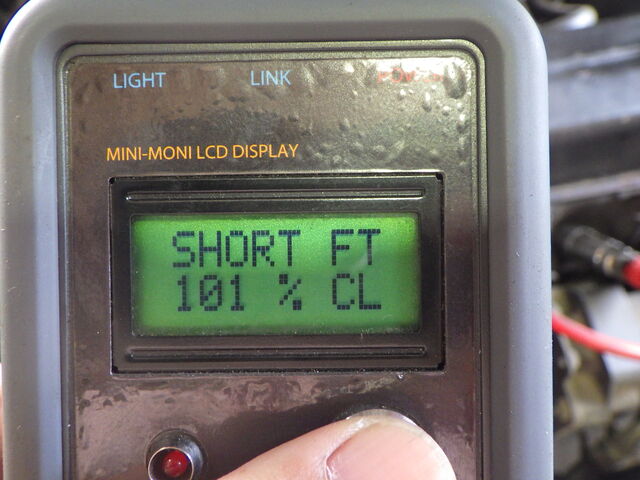 LIGHT LINK
MINI-MONI LCD DISPLAY
SHORT FT
101 % CL